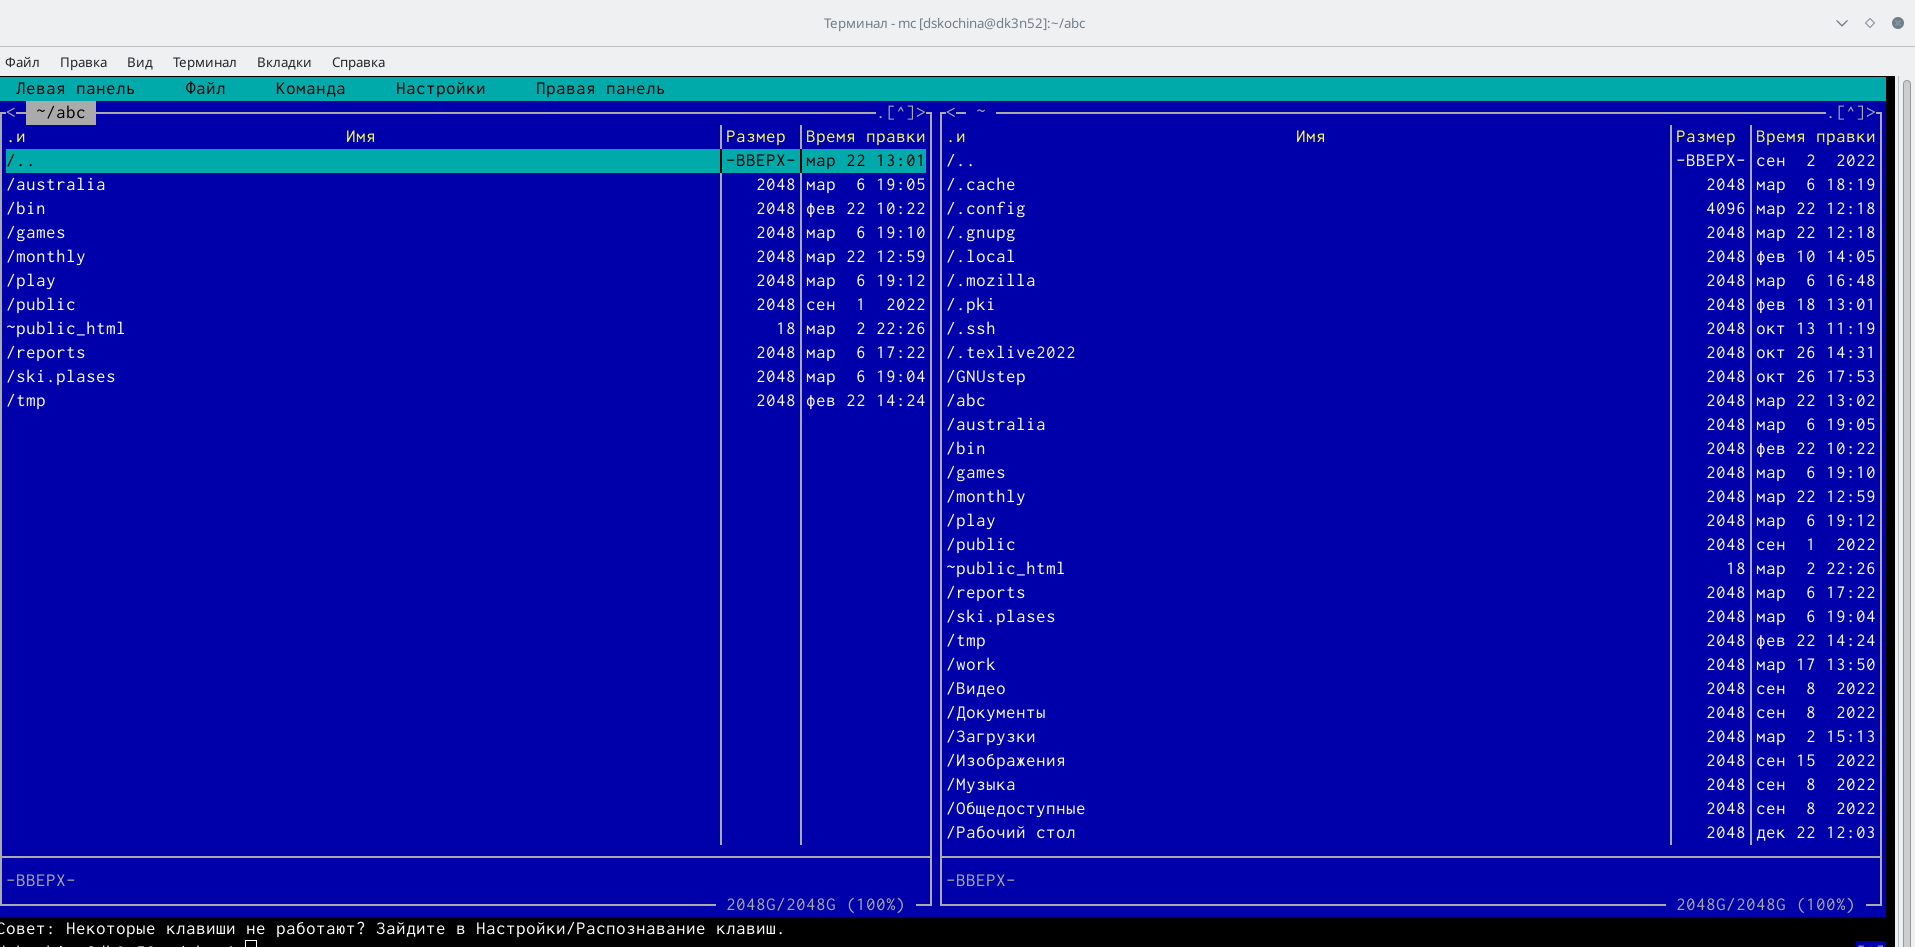 Терминал - mc [dskochina@dk3n52]:~/abc
Файл Правка Вид Терминал Вкладки Справка
Левая панель Файл Команда Настройки Правая панель
<─ ~/abc .[^]> <─ ~ .[^]>
.и Имя Размер Время правки .и Имя Размер Время правки
/.. -ВВЕРХ- мар 22 13:01 /.. -ВВЕРХ- сен 2 2022
/australia 2048 мар 6 19:05 /.cache 2048 мар 6 18:19
/bin 2048 фев 22 10:22 /.config 4096 мар 22 12:18
/games 2048 мар 6 19:10 /.gnupg 2048 мар 22 12:18
/monthly 2048 мар 22 12:59 /.local 2048 фев 10 14:05
/play 2048 мар 6 19:12 /.mozilla 2048 мар 6 16:48
/public 2048 сен 1 2022 /.pki 2048 фев 18 13:01
~public_html 18 мар 2 22:26 /.ssh 2048 окт 13 11:19
/reports 2048 мар 6 17:22 /.texlive2022 2048 окт 26 14:31
/ski.plases 2048 мар 6 19:04 /GNUstep 2048 окт 26 17:53
/tmp 2048 фев 22 14:24 /abc 2048 мар 22 13:02
/australia 2048 мар 6 19:05
/bin 2048 фев 22 10:22
/games 2048 мар 6 19:10
/monthly 2048 мар 22 12:59
/play 2048 мар 6 19:12
/public 2048 сен 1 2022
~public_html 18 мар 2 22:26
/reports 2048 мар 6 17:22
/ski.plases 2048 мар 6 19:04
/tmp 2048 фев 22 14:24
/work 2048 мар 17 13:50
/Видео 2048 сен 8 2022
/Документы 2048 сен 8 2022
/Загрузки 2048 мар 2 15:13
/Изображения 2048 сен 15 2022
/Музыка 2048 сен 8 2022
/Общедоступные 2048 сен 8 2022
/Рабочий стол 2048 дек 22 12:03
-ВВЕРХ- -ВВЕРХ-
2048G/2048G (100%) 2048G/2048G (100%)
Совет: Некоторые клавиши не работают? Зайдите в Настройки/Распознавание клавиш.